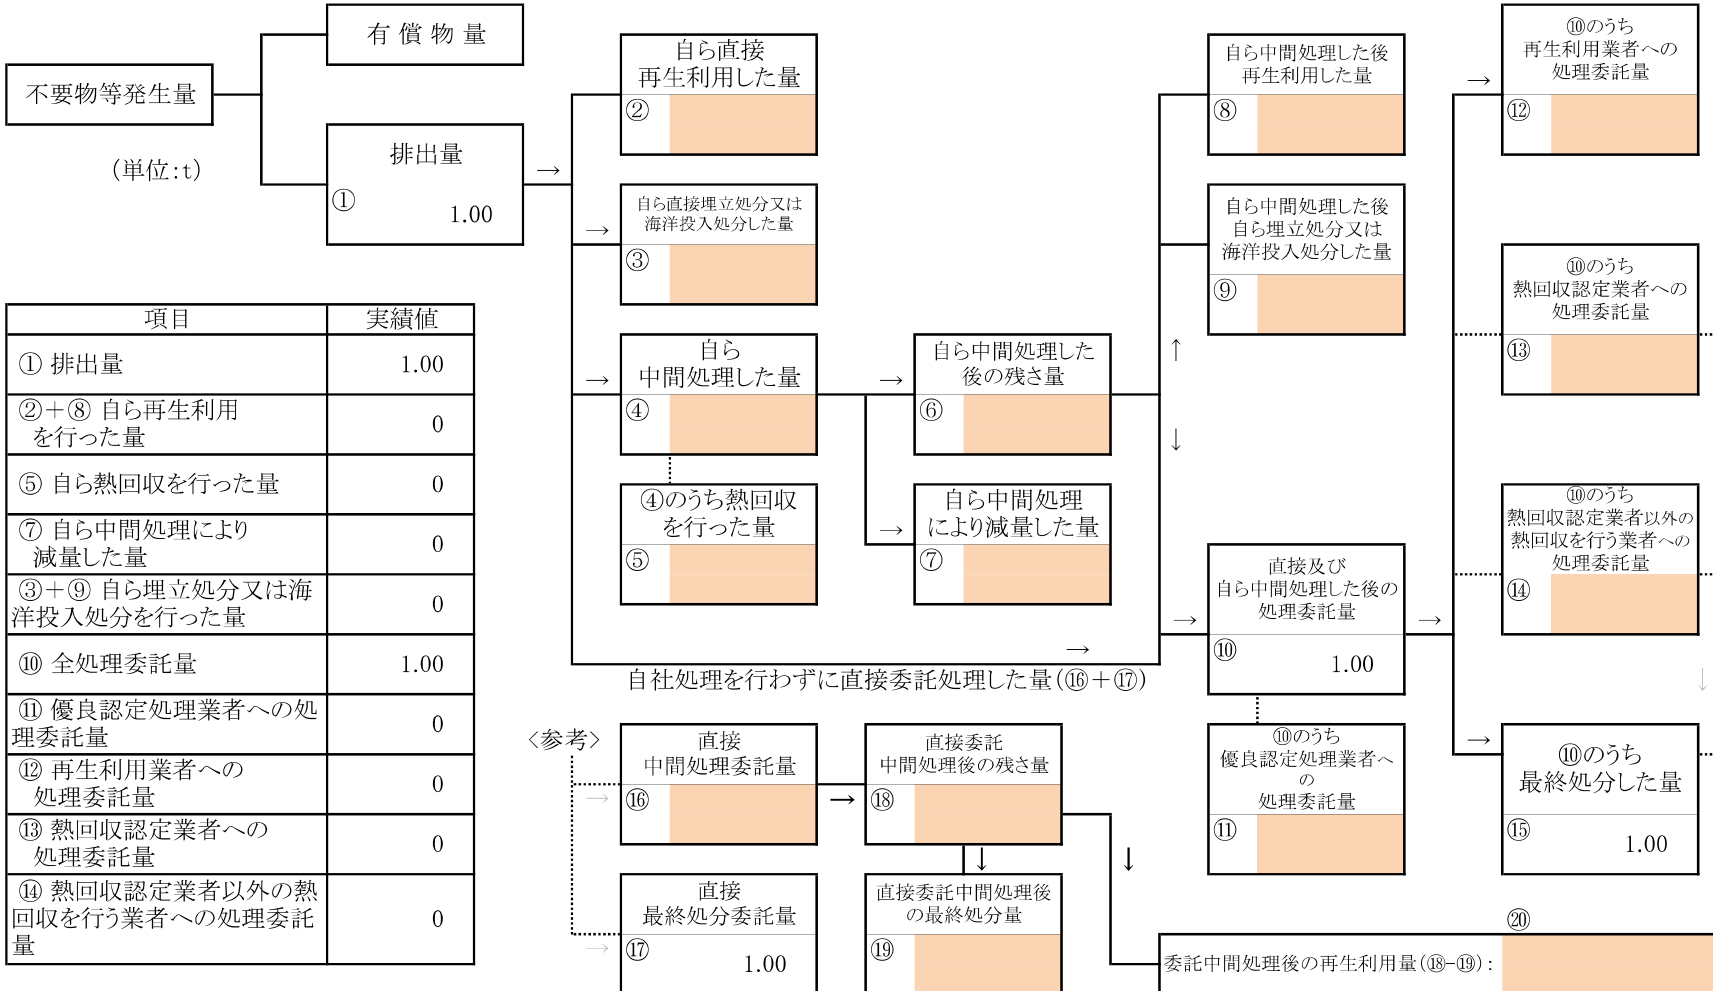 有 償 物 量
不要物等発生量
(単位:t)
排出量
①
1.00
→
自ら直接
再生利用した量
②
→
自ら直接埋立処分又は
海洋投入処分した量
③
→
自ら
中間処理した量
④
④のうち熱回収
を行った量
⑤
→
自ら中間処理した
後の残さ量
⑥
→
自ら中間処理
により減量した量
⑦
自ら中間処理した後
再生利用した量
⑧
自ら中間処理した後
自ら埋立処分又は
海洋投入処分した量
⑨
↑
↓
→
自社処理を行わずに直接委託処理した量(⑯+⑰)
→
直接及び
自ら中間処理した後の
処理委託量
⑩
1.00
⑩のうち
優良認定処理業者へ
の
処理委託量
⑪
→
→
⑩のうち
再生利用業者への
処理委託量
⑫
⑩のうち
熱回収認定業者への
処理委託量
⑬
⑩のうち
熱回収認定業者以外の
熱回収を行う業者への
処理委託量
⑭
↓
→
⑩のうち
最終処分した量
⑮
1.00
項目 実績値
① 排出量 1.00
②+⑧ 自ら再生利用
を行った量 0
⑤ 自ら熱回収を行った量 0
⑦ 自ら中間処理により
減量した量 0
③+⑨ 自ら埋立処分又は海
洋投入処分を行った量 0
⑩ 全処理委託量 1.00
⑪ 優良認定処理業者への処
理委託量 0
⑫ 再生利用業者への
処理委託量 0
⑬ 熱回収認定業者への
処理委託量 0
⑭ 熱回収認定業者以外の熱
回収を行う業者への処理委託
量 0
<参考>
→
直接
中間処理委託量
⑯
→
直接委託
中間処理後の残さ量
⑱
↓
↓
→
直接
最終処分委託量
⑰
1.00
直接委託中間処理後
の最終処分量
⑲
⑳
委託中間処理後の再生利用量(⑱-⑲):